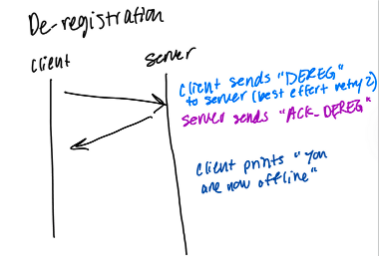 De-registration
client
server
client sends "DEREG"
to server (best effort retry 2)
server sends "ACK_DEREG"
client prints "you
are now offline"